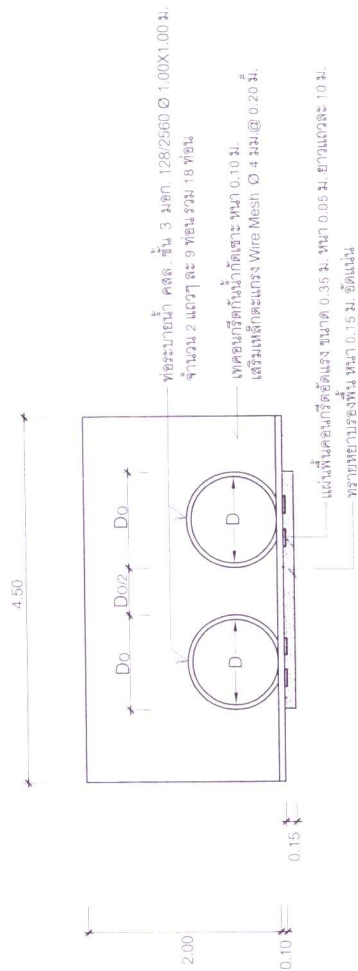 4.50
Do
Do/2
Do
D
D
2.00
0.10
0.15
ท่อระบายน้ำ คสล. ชั้น 3 มอก. 128/2560 Ø 1.00X1.00 ม.
จำนวน 2 แถวๆ ละ 9 ท่อน รวม 18 ท่อน
เทคอนกรีตกันน้ำกัดเซาะ หนา 0.10 ม.
เสริมเหล็กตะแกรง Wire Mesh Ø 4 มม.@ 0.20 ม.
แผ่นพื้นคอนกรีตอัดแรง ขนาด 0.35 ม. หนา 0.05 ม. ยาวแถวละ 10 ม.
ทรายหยาบรองพื้น หนา 0.15 ม. อัดแน่น